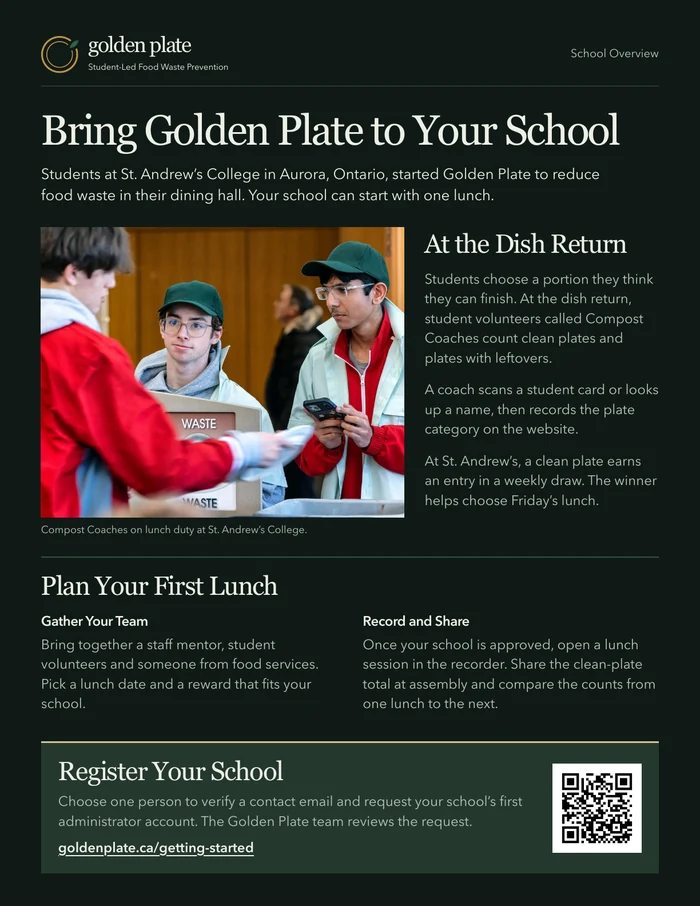 golden plate
Student-Led Food Waste Prevention
School Overview
Bring Golden Plate to Your School
Students at St. Andrew's College in Aurora, Ontario, started Golden Plate to reduce
food waste in their dining hall. Your school can start with one lunch.
WASTE
WASTE
Compost Coaches on lunch duty at St. Andrew's College.
At the Dish Return
Students choose a portion they think
they can finish. At the dish return,
student volunteers called Compost
Coaches count clean plates and
plates with leftovers.
A coach scans a student card or looks
up a name, then records the plate
category on the website.
At St. Andrew's, a clean plate earns
an entry in a weekly draw. The winner
helps choose Friday's lunch.
Plan Your First Lunch
Gather Your Team
Bring together a staff mentor, student
volunteers and someone from food services.
Pick a lunch date and a reward that fits your
school.
Record and Share
Once your school is approved, open a lunch
session in the recorder. Share the clean-plate
total at assembly and compare the counts from
one lunch to the next.
Register Your School
Choose one person to verify a contact email and request your school's first
administrator account. The Golden Plate team reviews the request.
goldenplate.ca/getting-started